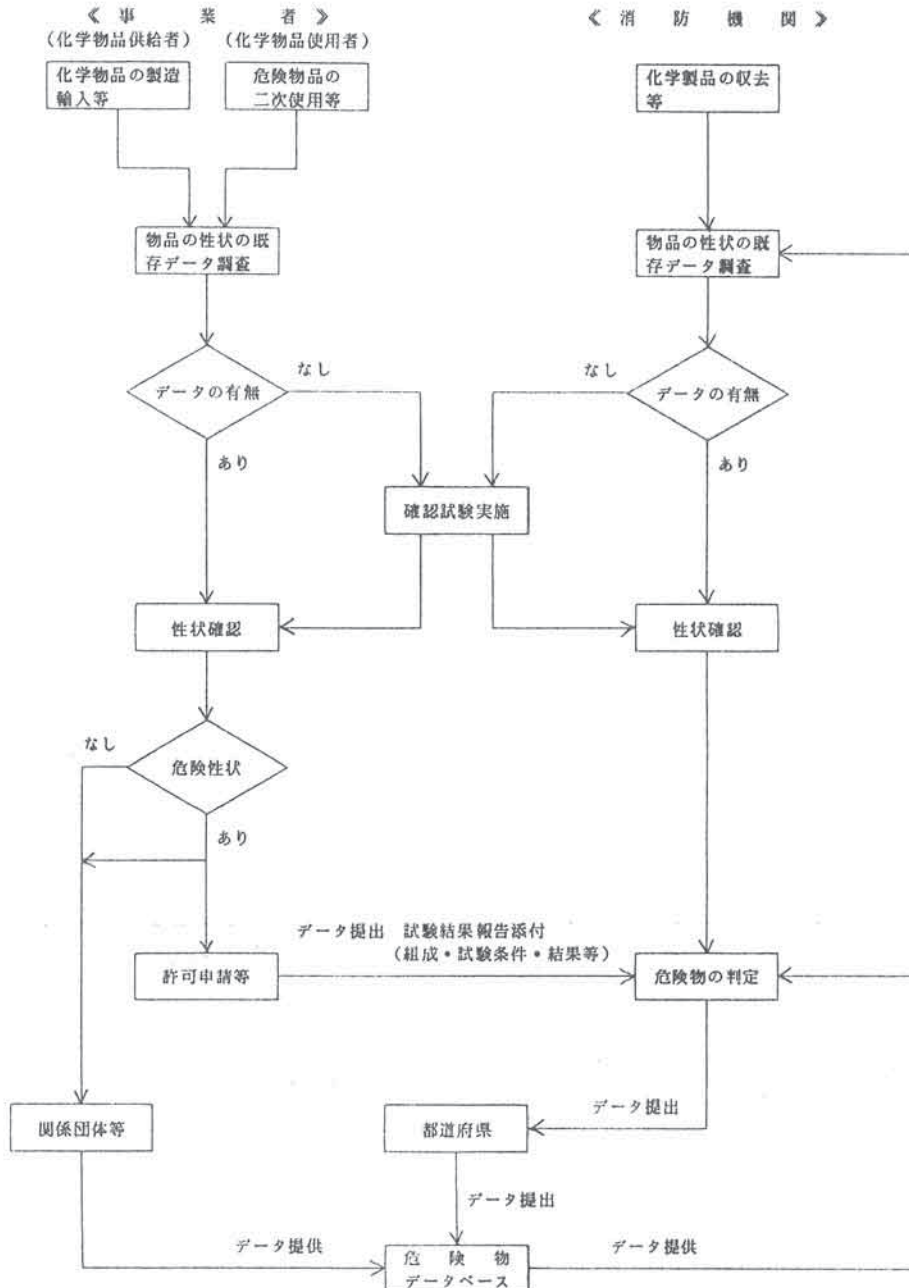 《 事 業 者 》
《 消 防 機 関 》
(化学物品供給者)
(化学物品使用者)
化学物品の製造
輸入等
危険物品の
二次使用等
化学製品の収去
等
物品の性状の既
存データ調査
物品の性状の既
存データ調査
データの有無
なし
なし
データの有無
あり
あり
確認試験実施
性状確認
性状確認
なし
危険性状
あり
データ提出 試験結果報告添付
(組成・試験条件・結果等)
許可申請等
危険物の判定
データ提出
関係団体等
都道府県
データ提出
データ提供
データ提供
危 険 物
データベース